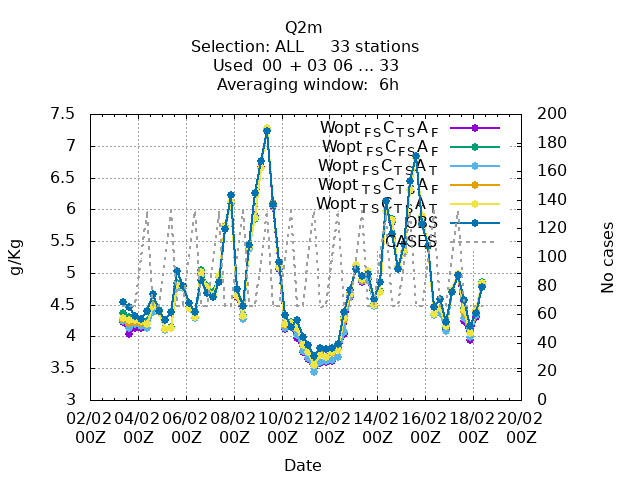 Q2m
Selection: ALL 33 stations
Used 00 + 03 06 ... 33
Averaging window: 6h
7.5
7
6.5
6
5.5
5
4.5
4
3.5
3
g/Kg
200
180
160
140
120
100
80
60
40
20
0
No cases
Wopt FS C TS A F
Wopt FS C FS A F
Wopt FS C TS A T
Wopt TS C TS A F
Wopt TS C TS A T
OBS
CASES
02/02 04/02 06/02 08/02 10/02 12/02 14/02 16/02 18/02 20/02
00Z 00Z 00Z 00Z 00Z 00Z 00Z 00Z 00Z 00Z
Date